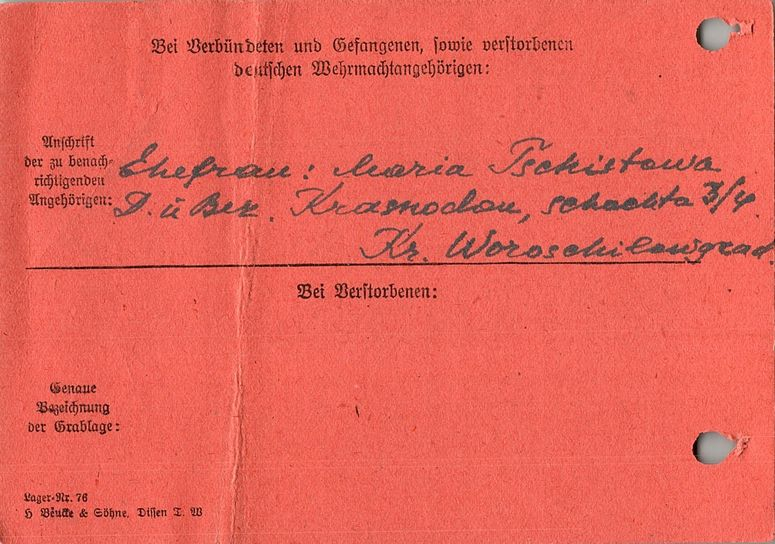 Bei Verbündeten und Gefangenen, sowie verstorbenen
deutschen Wehrmachtangehörigen:
Anschrift
der zu benach-
richtigenden
Angehörigen:
Ehefrau: Maria Tschistowa
D. u Bez. Krasnodon, schachta 3/4
Kr. Woroschilowgrad.
Bei Verstorbenen:
Genaue
Bezeichnung
der Grablage:
Lager-Nr. 76
H Beucke & Söhne, Dissen T. W